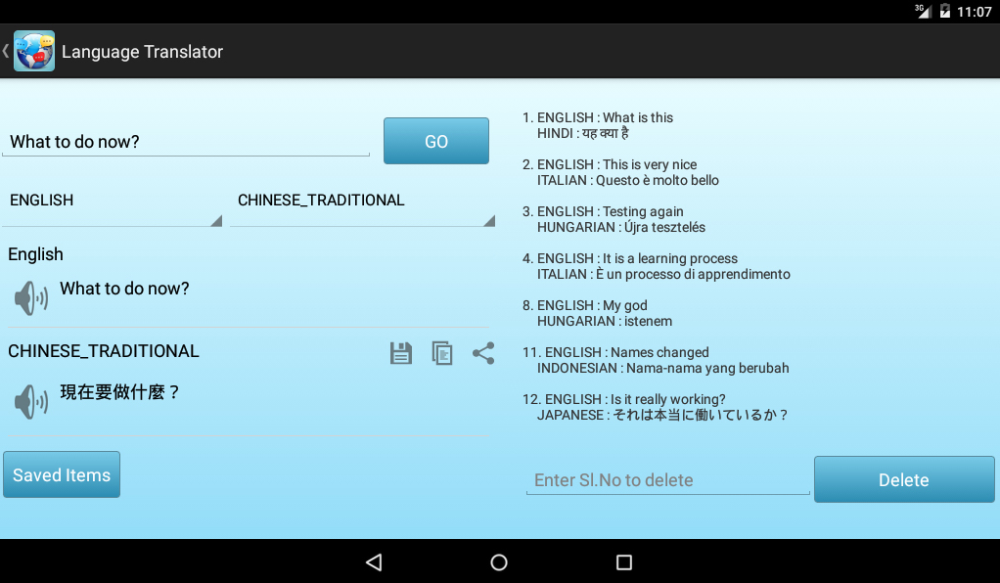 3G 11:07
Language Translator
What to do now?
GO
ENGLISH
CHINESE_TRADITIONAL
English
What to do now?
CHINESE_TRADITIONAL
現在要做什麼？
Saved Items
1. ENGLISH : What is this
HINDI : यह क्या है
2. ENGLISH : This is very nice
ITALIAN : Questo è molto bello
3. ENGLISH : Testing again
HUNGARIAN : Újra tesztelés
4. ENGLISH : It is a learning process
ITALIAN : È un processo di apprendimento
8. ENGLISH : My god
HUNGARIAN : istenem
11. ENGLISH : Names changed
INDONESIAN : Nama-nama yang berubah
12. ENGLISH : Is it really working?
JAPANESE : それは本当に働いているか？
Enter Sl.No to delete
Delete